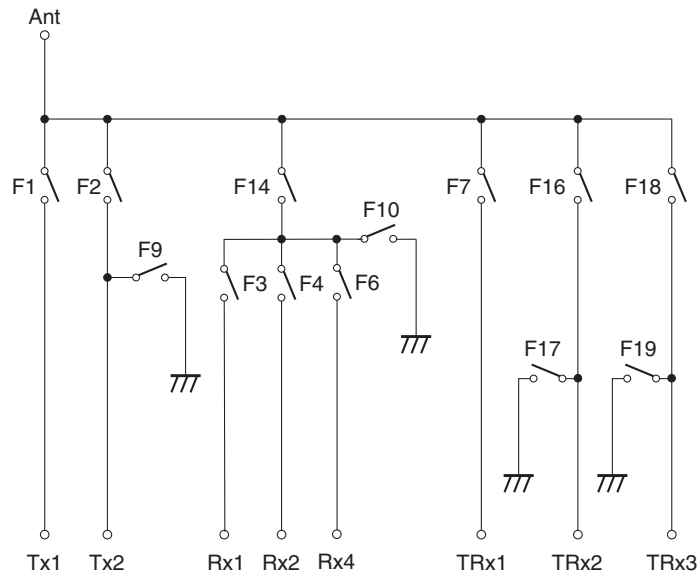 Ant
F1 F2 F14 F7 F16 F18
F10
F9 F3 F4 F6
F17 F19
Tx1 Tx2 Rx1 Rx2 Rx4 TRx1 TRx2 TRx3